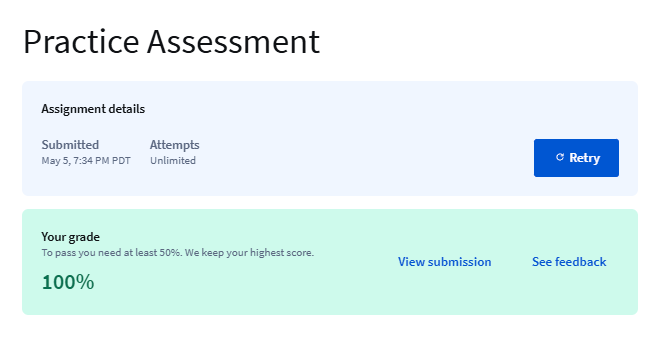 Practice Assessment
Assignment details
Submitted
May 5, 7:34 PM PDT
Attempts
Unlimited
Retry
Your grade
To pass you need at least 50%. We keep your highest score.
100%
View submission
See feedback